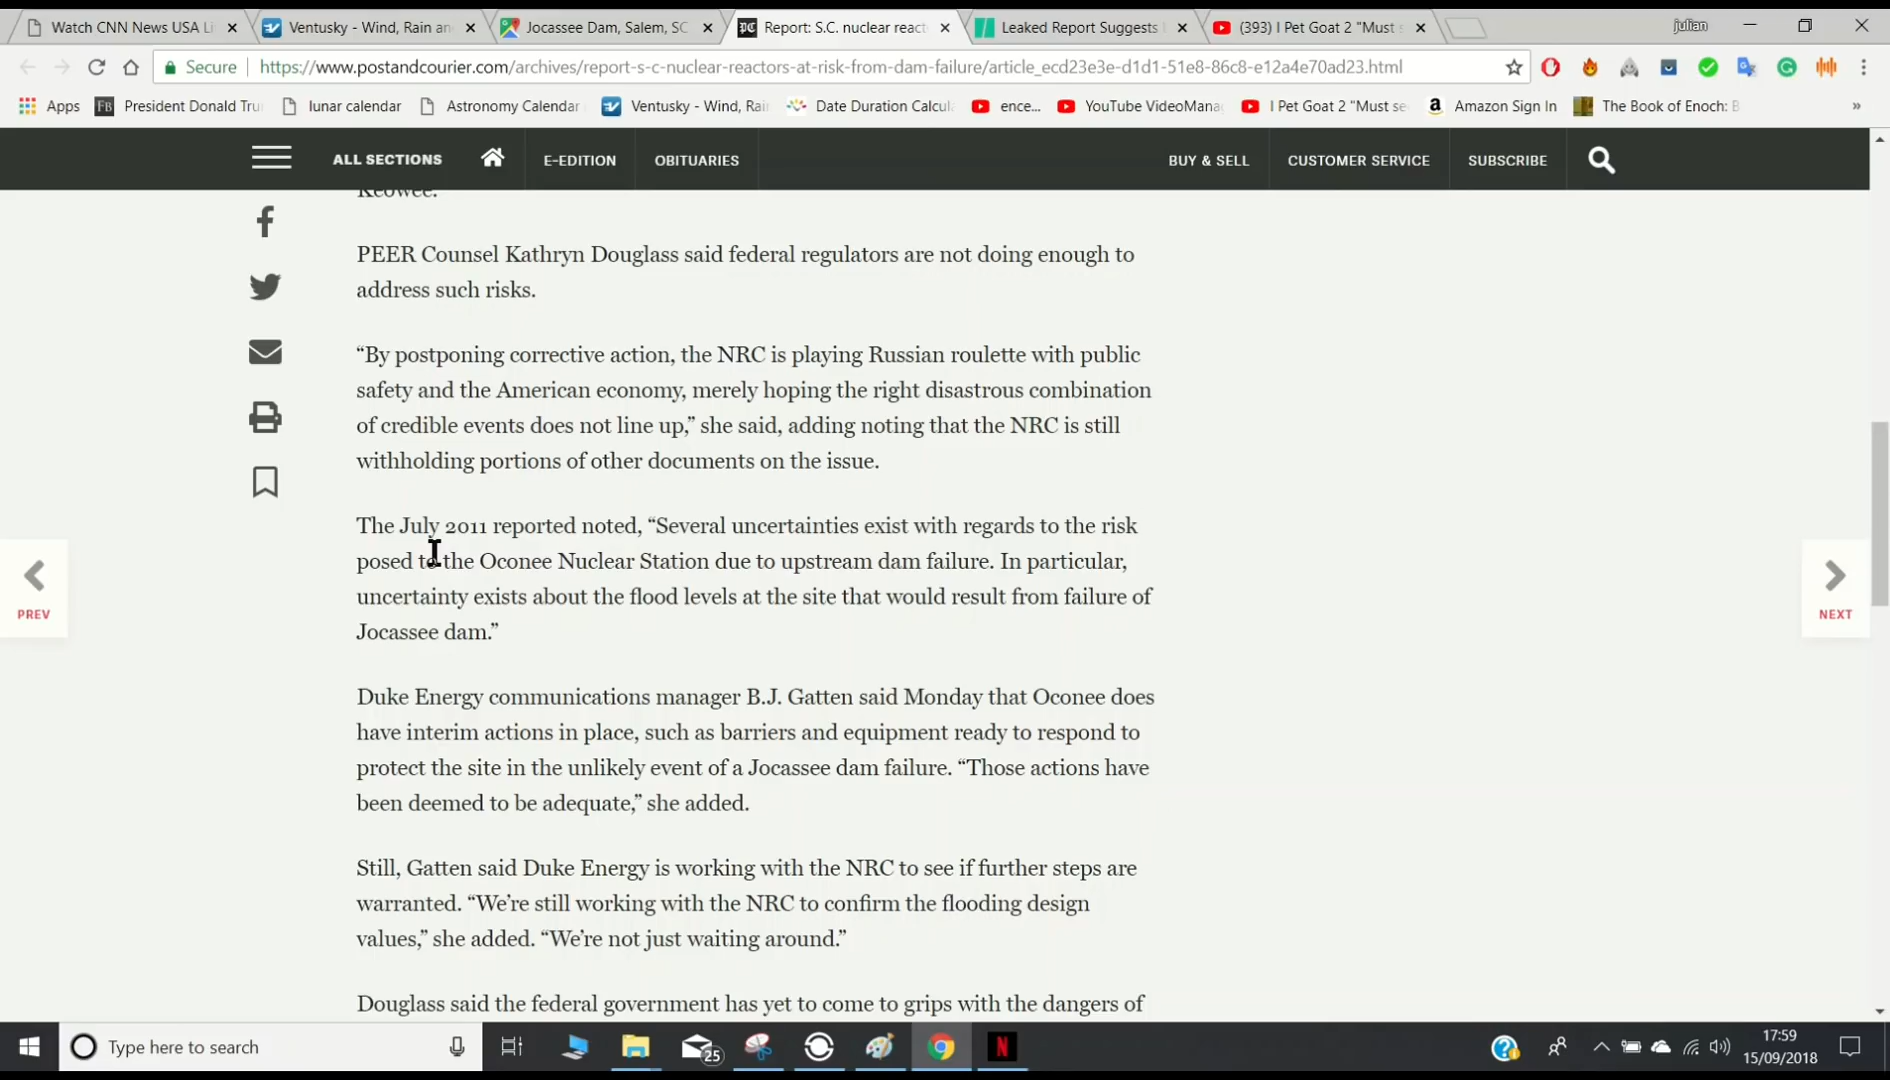 Watch CNN News USA Li
Ventusky - Wind, Rain an
Jocassee Dam, Salem, SC
Report: S.C. nuclear react
Leaked Report Suggests
(393) I Pet Goat 2 "Must s
julian
Secure
https://www.postandcourier.com/archives/report-s-c-nuclear-reactors-at-risk-from-dam-failure/article_ecd23e3e-d1d1-51e8-86c8-e12a4e70ad23.html
Apps
President Donald Tru
lunar calendar
Astronomy Calendar
Ventusky - Wind, Rai
Date Duration Calcul
ence...
YouTube VideoMana
I Pet Goat 2 "Must se
Amazon Sign In
The Book of Enoch: B
ALL SECTIONS
E-EDITION
OBITUARIES
BUY & SELL
CUSTOMER SERVICE
SUBSCRIBE
Keowee.
PEER Counsel Kathryn Douglass said federal regulators are not doing enough to
address such risks.
“By postponing corrective action, the NRC is playing Russian roulette with public
safety and the American economy, merely hoping the right disastrous combination
of credible events does not line up,” she said, adding noting that the NRC is still
withholding portions of other documents on the issue.
The July 2011 reported noted, “Several uncertainties exist with regards to the risk
posed to the Oconee Nuclear Station due to upstream dam failure. In particular,
uncertainty exists about the flood levels at the site that would result from failure of
Jocassee dam.”
PREV
NEXT
Duke Energy communications manager B.J. Gatten said Monday that Oconee does
have interim actions in place, such as barriers and equipment ready to respond to
protect the site in the unlikely event of a Jocassee dam failure. “Those actions have
been deemed to be adequate,” she added.
Still, Gatten said Duke Energy is working with the NRC to see if further steps are
warranted. “We’re still working with the NRC to confirm the flooding design
values,” she added. “We’re not just waiting around.”
Douglass said the federal government has yet to come to grips with the dangers of
Type here to search
25
17:59
15/09/2018